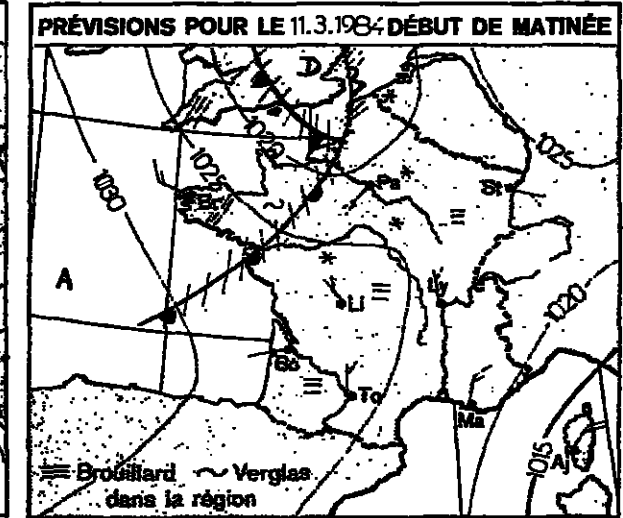 PRÉVISIONS POUR LE 11.3.1984 DÉBUT DE MATINÉE
D
1025
1030
1025
Br
Pa
St
A
Li
Ly
1020
Bo
To
Ma
1015
Aj
Brouillard Verglas
dans la région